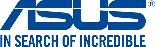 ASUS®
IN SEARCH OF INCREDIBLE